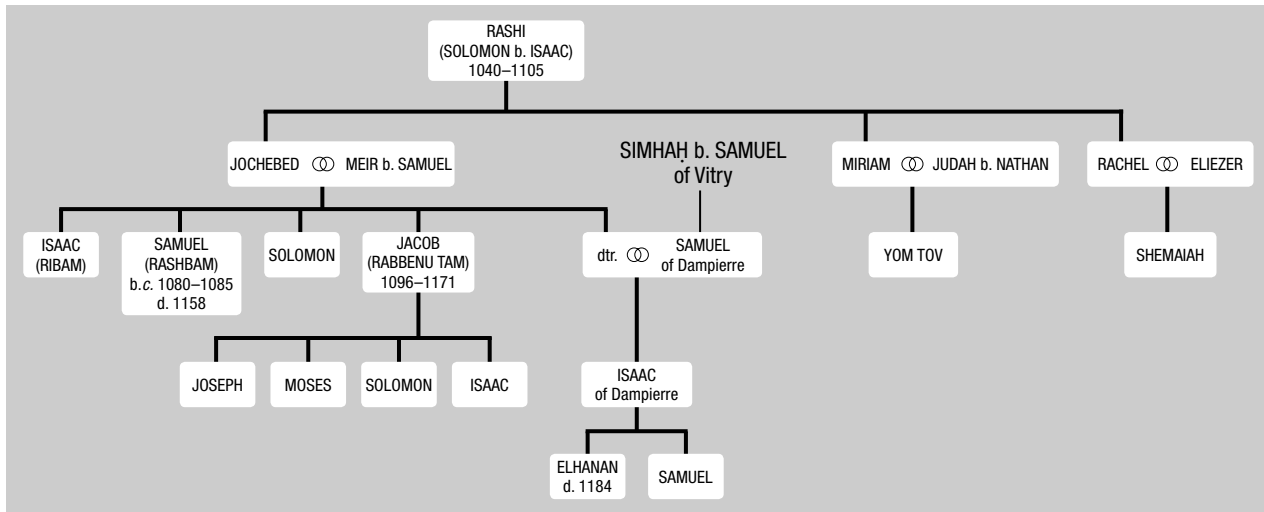 RASHI
(SOLOMON b. ISAAC)
1040–1105
JOCHEBED MEIR b. SAMUEL
SIMHAḤ b. SAMUEL
of Vitry
MIRIAM JUDAH b. NATHAN
RACHEL ELIEZER
ISAAC
(RIBAM)
SAMUEL
(RASHBAM)
b.c. 1080–1085
d. 1158
SOLOMON
JACOB
(RABBENU TAM)
1096–1171
dtr. SAMUEL
of Dampierre
YOM TOV
SHEMAIAH
JOSEPH
MOSES
SOLOMON
ISAAC
ISAAC
of Dampierre
ELHANAN
d. 1184
SAMUEL